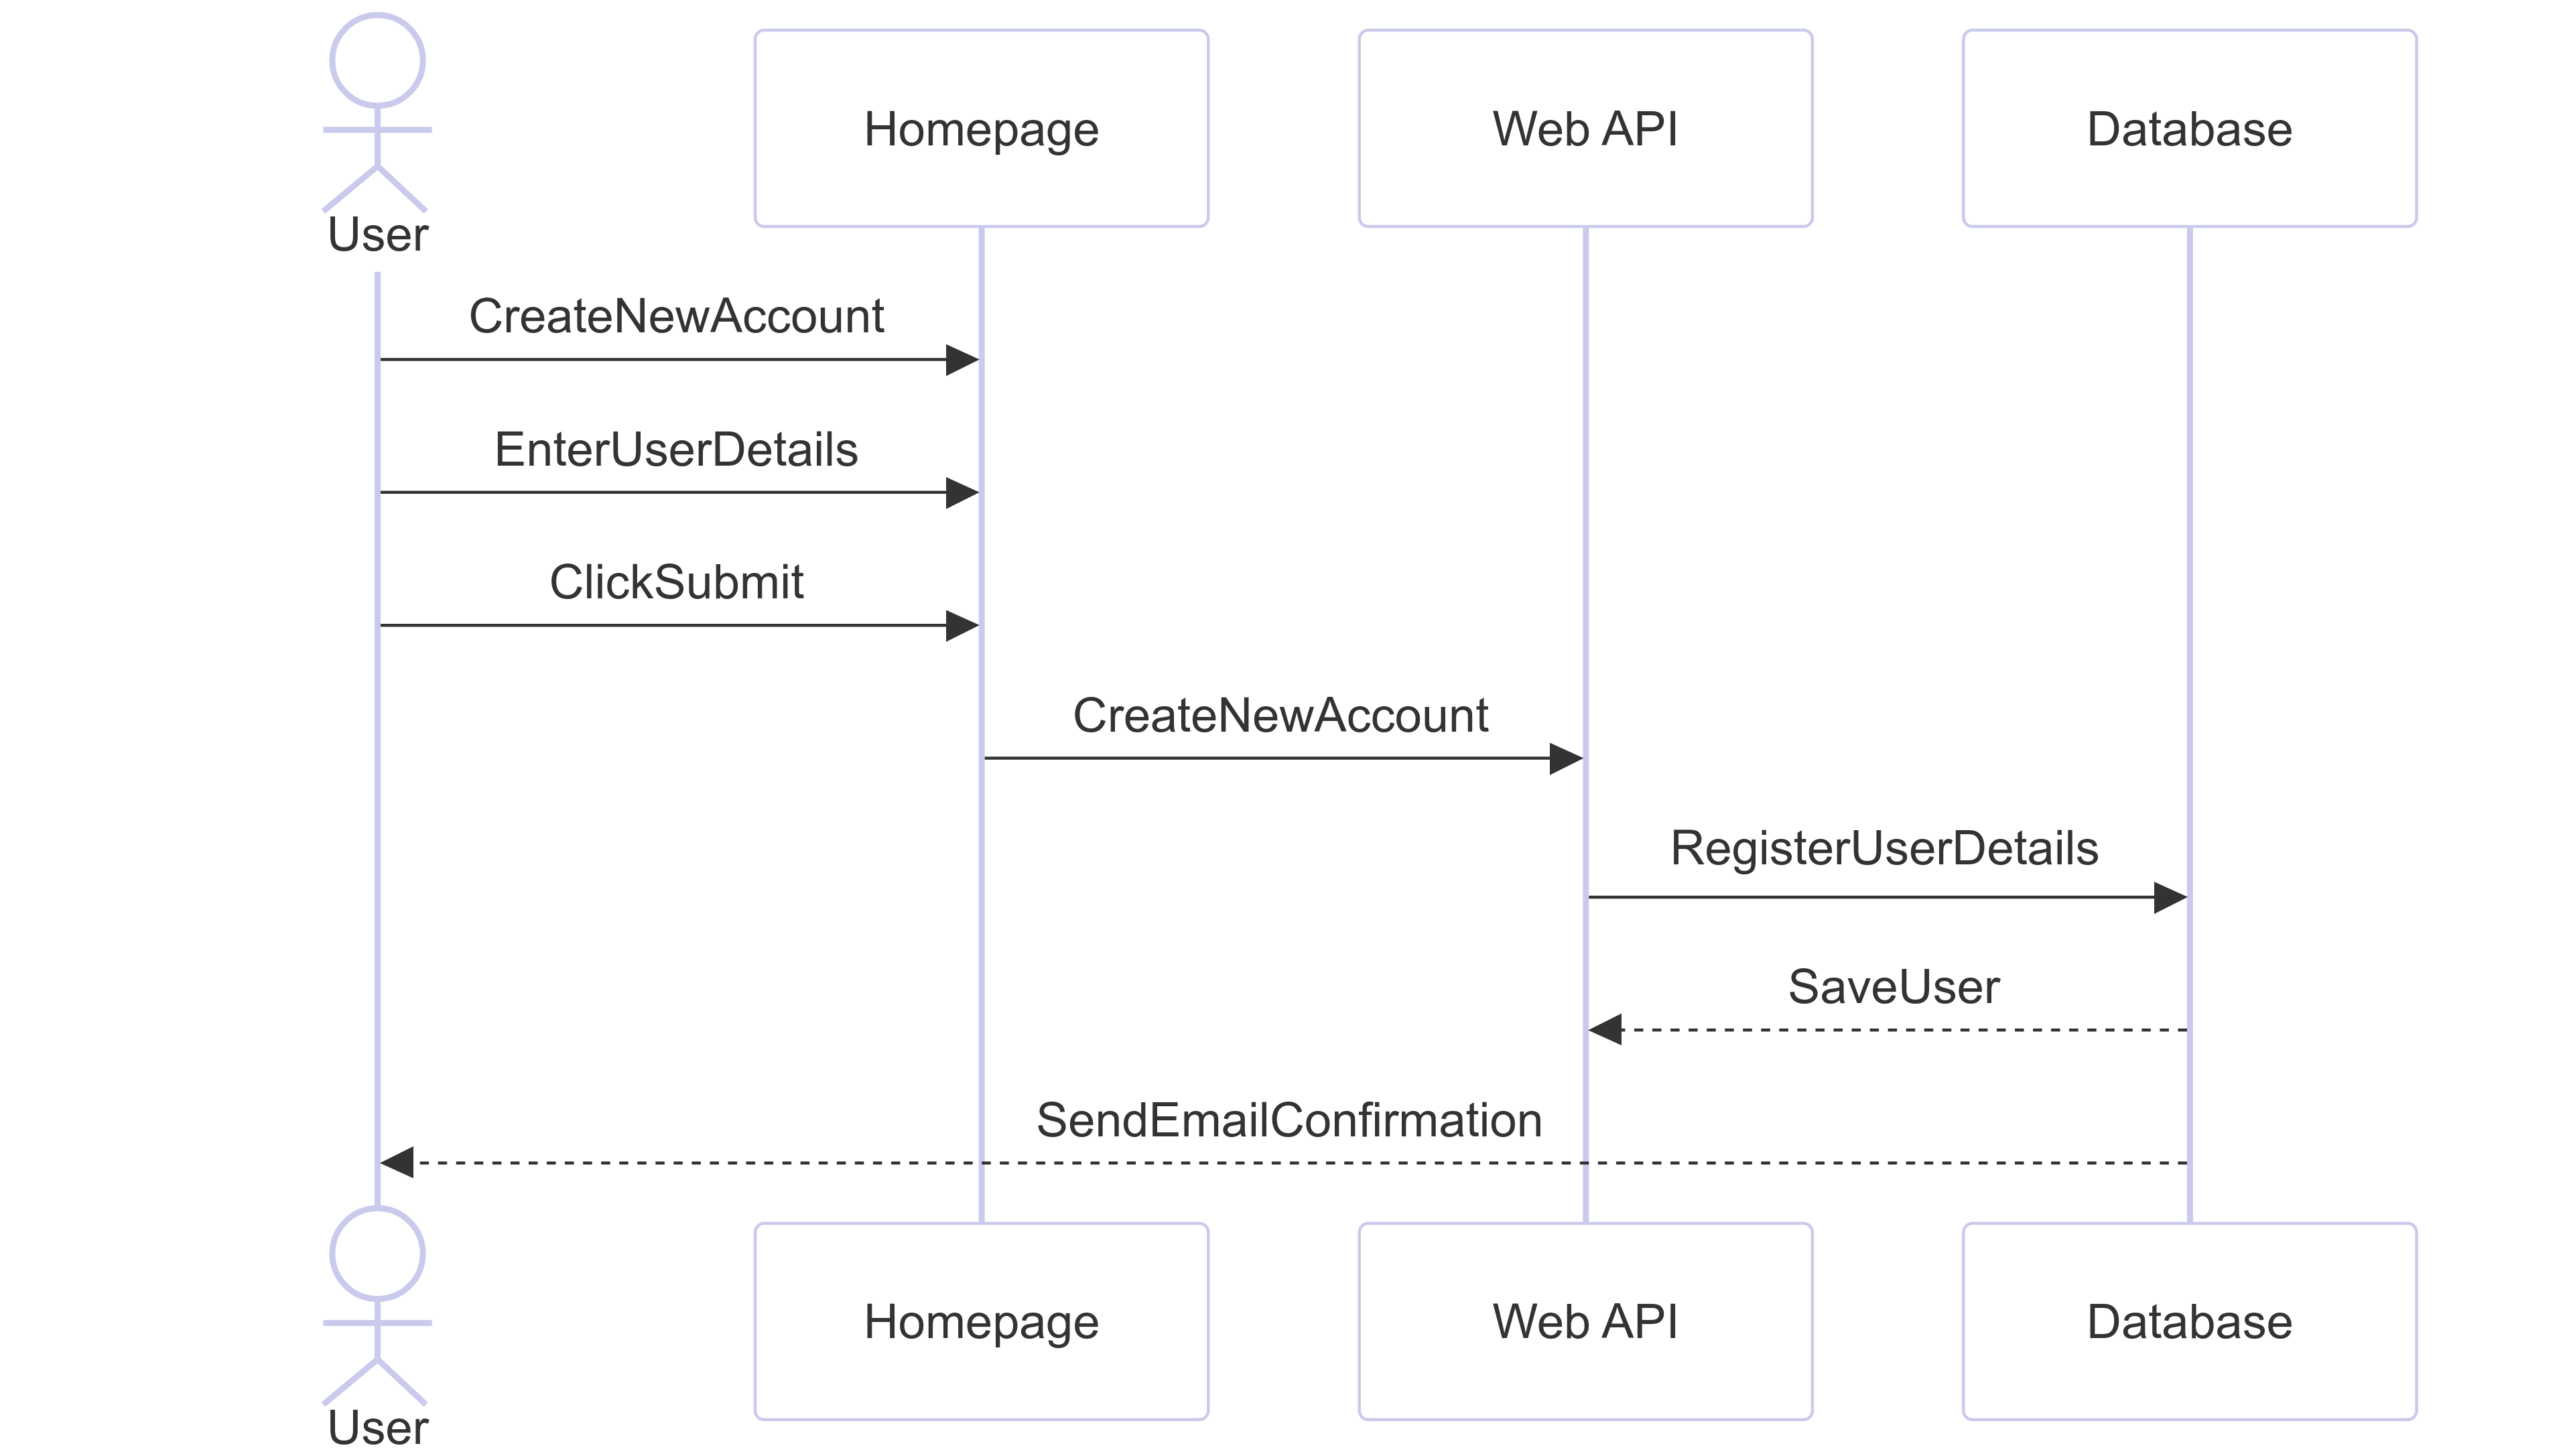 User
Homepage
Web API
Database
CreateNewAccount
EnterUserDetails
ClickSubmit
CreateNewAccount
RegisterUserDetails
SaveUser
SendEmailConfirmation
User
Homepage
Web API
Database